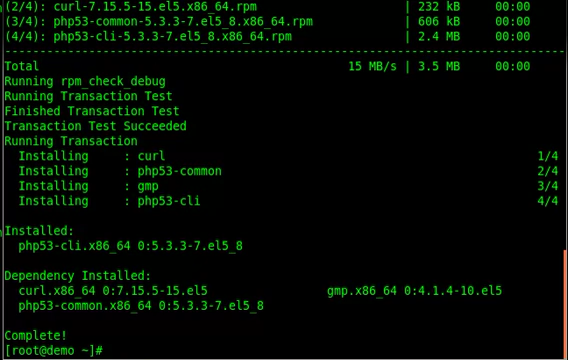 (2/4): curl-7.15.5-15.el5.x86_64.rpm | 232 kB 00:00
(3/4): php53-common-5.3.3-7.el5_8.x86_64.rpm | 606 kB 00:00
(4/4): php53-cli-5.3.3-7.el5_8.x86_64.rpm | 2.4 MB 00:00
--------------------------------------------------------------------------------
Total 15 MB/s | 3.5 MB 00:00
Running rpm_check_debug
Running Transaction Test
Finished Transaction Test
Transaction Test Succeeded
Running Transaction
Installing : curl 1/4
Installing : php53-common 2/4
Installing : gmp 3/4
Installing : php53-cli 4/4
Installed:
php53-cli.x86_64 0:5.3.3-7.el5_8
Dependency Installed:
curl.x86_64 0:7.15.5-15.el5 gmp.x86_64 0:4.1.4-10.el5
php53-common.x86_64 0:5.3.3-7.el5_8
Complete!
[root@demo ~]#